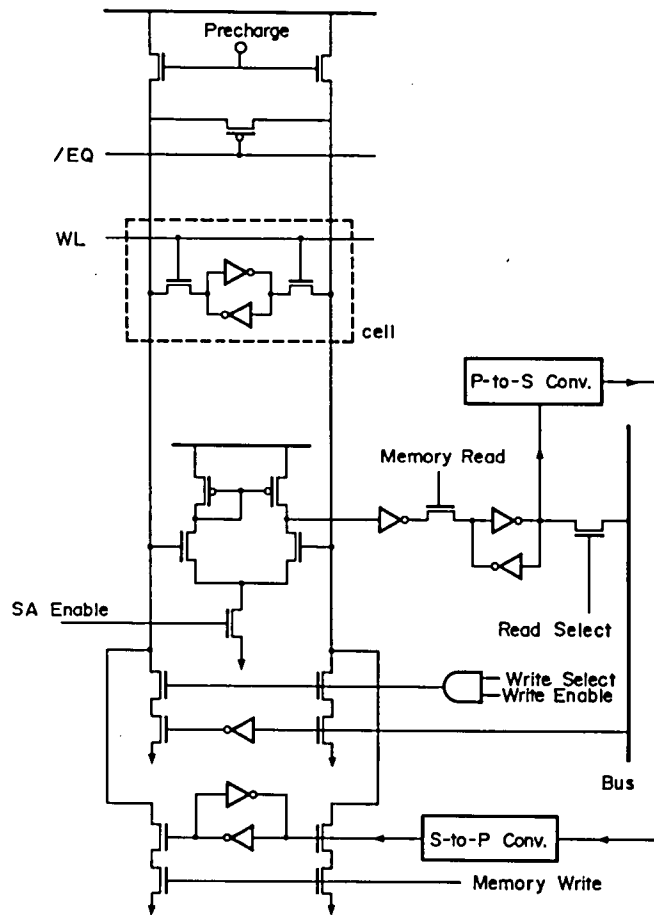 Precharge
/EQ
WL
cell
P-to-S Conv.
Memory Read
SA Enable
Read Select
Write Select
Write Enable
Bus
S-to-P Conv.
Memory Write